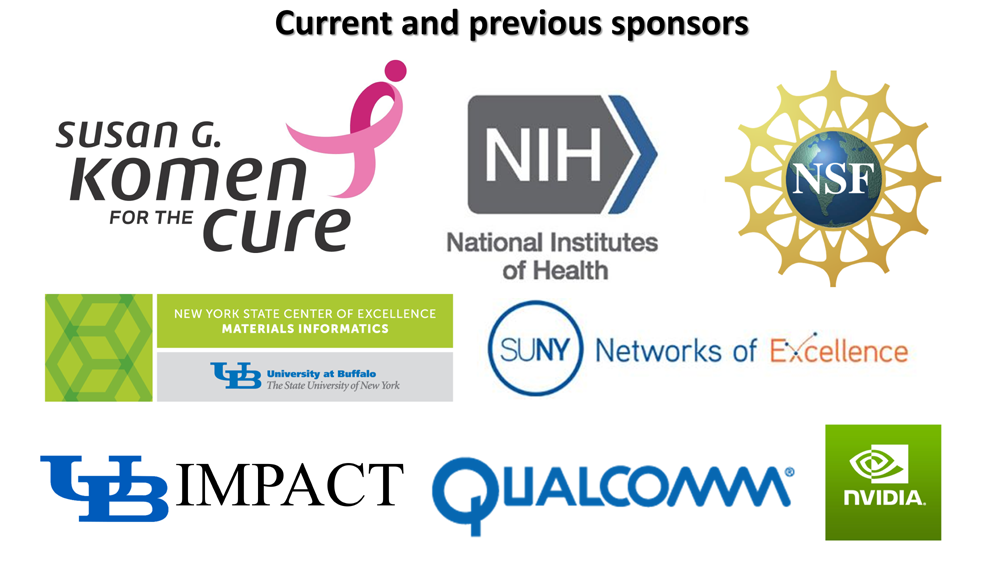 Current and previous sponsors
SUSAN G.
Komen
FOR THE
cure
NIH
National Institutes
of Health
NSF
NEW YORK STATE CENTER OF EXCELLENCE
MATERIALS INFORMATICS
UB University at Buffalo
The State University of New York
SUNY Networks of Excellence
UB IMPACT
QUALCOMM®
NVIDIA.